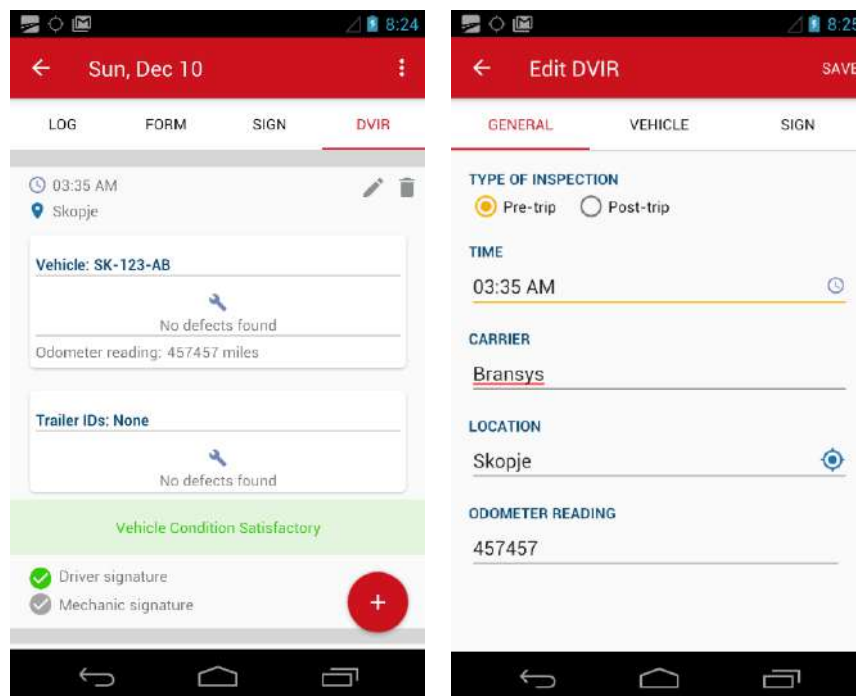 8:24
Sun, Dec 10
LOG FORM SIGN DVIR
03:35 AM
Skopje
Vehicle: SK-123-AB
No defects found
Odometer reading: 457457 miles
Trailer IDs: None
No defects found
Vehicle Condition Satisfactory
Driver signature
Mechanic signature
+
8:25
Edit DVIR SAVE
GENERAL VEHICLE SIGN
TYPE OF INSPECTION
Pre-trip Post-trip
TIME
03:35 AM
CARRIER
Bransys
LOCATION
Skopje
ODOMETER READING
457457